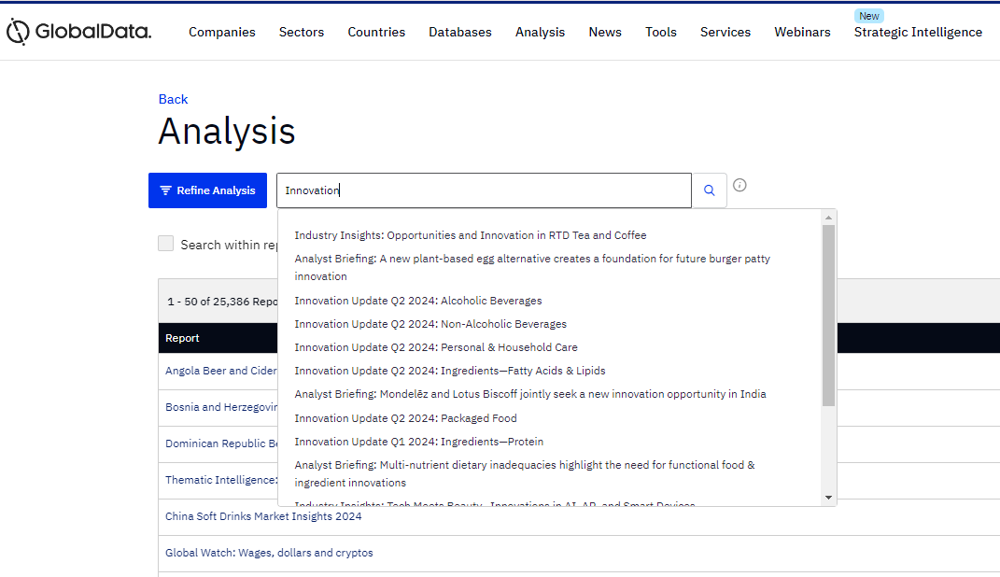 GlobalData.
Companies
Sectors
Countries
Databases
Analysis
News
Tools
Services
Webinars
New
Strategic Intelligence
Back
Analysis
Refine Analysis
Innovation
Search within rep
Industry Insights: Opportunities and Innovation in RTD Tea and Coffee
Analyst Briefing: A new plant-based egg alternative creates a foundation for future burger patty
innovation
1 - 50 of 25,386 Repo
Innovation Update Q2 2024: Alcoholic Beverages
Innovation Update Q2 2024: Non-Alcoholic Beverages
Report
Innovation Update Q2 2024: Personal & Household Care
Angola Beer and Cider
Innovation Update Q2 2024: Ingredients—Fatty Acids & Lipids
Analyst Briefing: Mondelēz and Lotus Biscoff jointly seek a new innovation opportunity in India
Bosnia and Herzegovin
Innovation Update Q2 2024: Packaged Food
Dominican Republic Be
Innovation Update Q1 2024: Ingredients—Protein
Analyst Briefing: Multi-nutrient dietary inadequacies highlight the need for functional food &
ingredient innovations
Thematic Intelligence:
Industry Insights: Tech Meets Beauty- Innovations in AI, AR, and Smart Devices
China Soft Drinks Market Insights 2024
Global Watch: Wages, dollars and cryptos